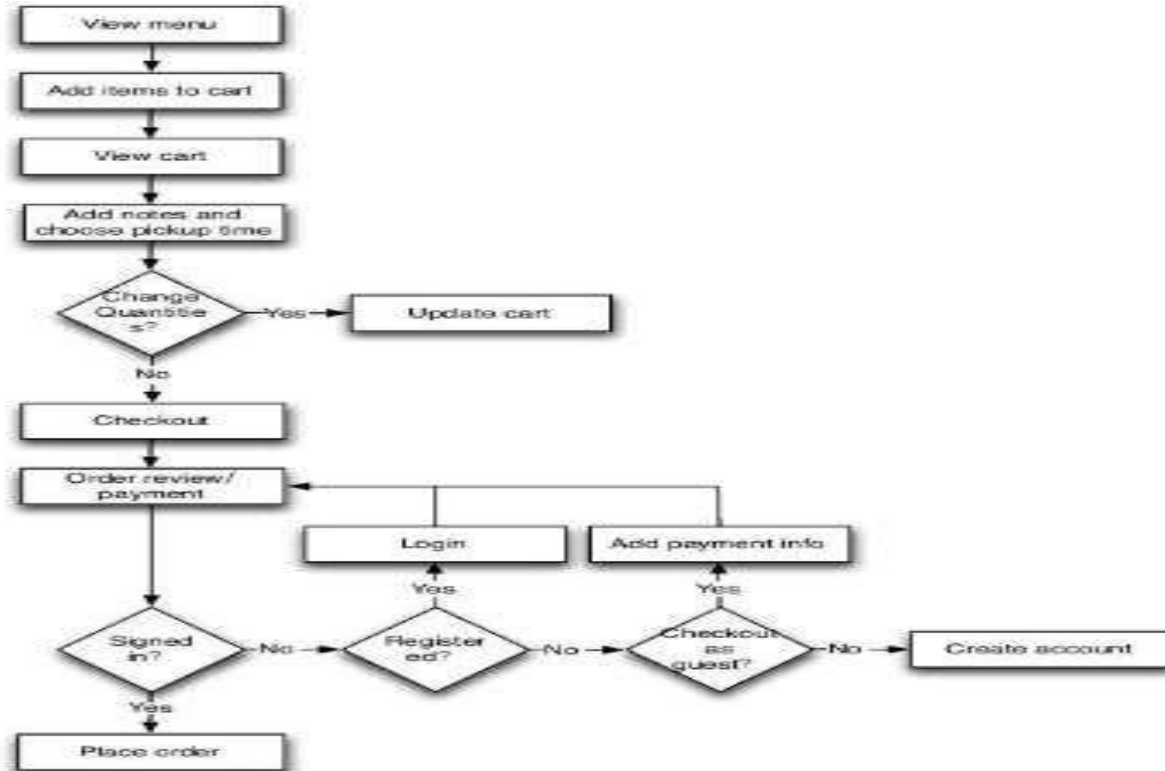 View menu
Add items to cart
View cart
Add notes and
choose pickup time
Change
Quantitie
s?
Yes
Update cart
No
Checkout
Order review/
payment
Login
Add payment info
Yes
Yes
Signed
in?
No
Register
ed?
No
Checkout
as
guest?
No
Create account
Yes
Place order